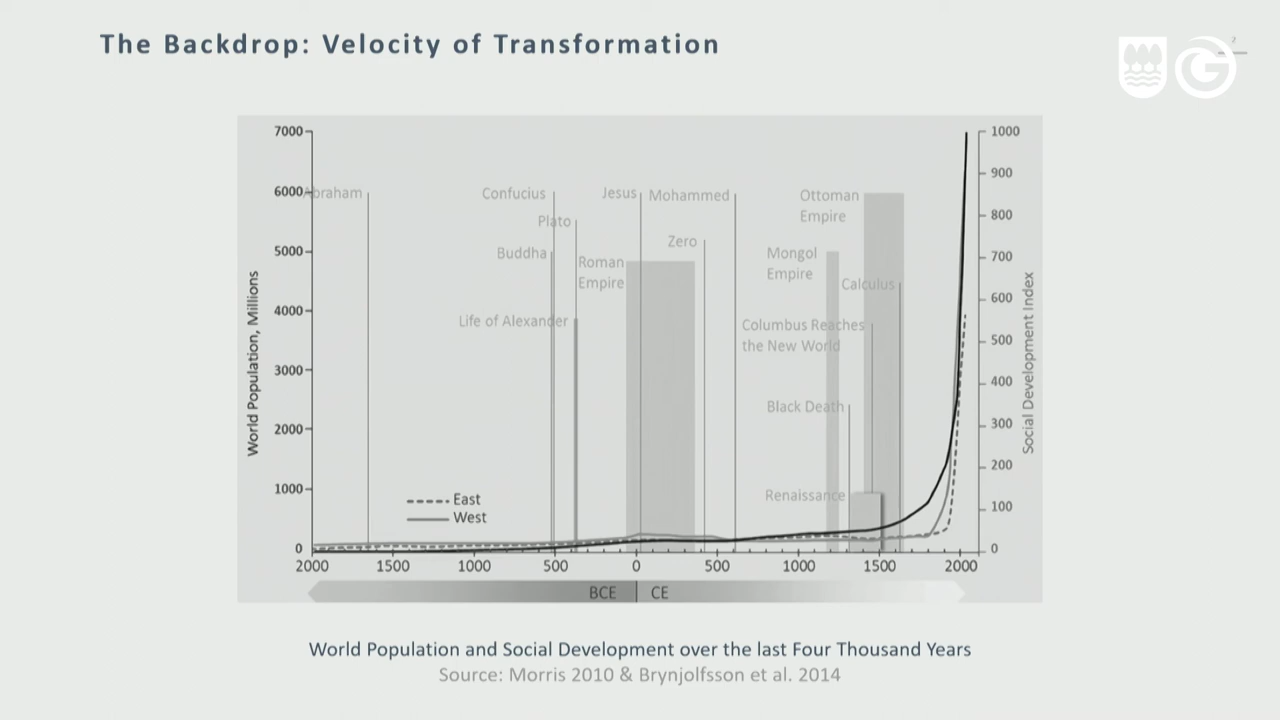 The Backdrop: Velocity of Transformation
2
7000
1000
6000
900
Abraham
Confucius
Jesus
Mohammed
Ottoman
Empire
800
Plato
Zero
5000
Buddha
Roman
Empire
Mongol
Empire
700
Calculus
4000
600
Life of Alexander
Columbus Reaches
the New World
500
3000
400
Black Death
2000
300
200
1000
Renaissance
East
West
100
0
0
2000 1500 1000 500 0 500 1000 1500 2000
BCE CE
World Population, Millions
Social Development Index
World Population and Social Development over the last Four Thousand Years
Source: Morris 2010 & Brynjolfsson et al. 2014